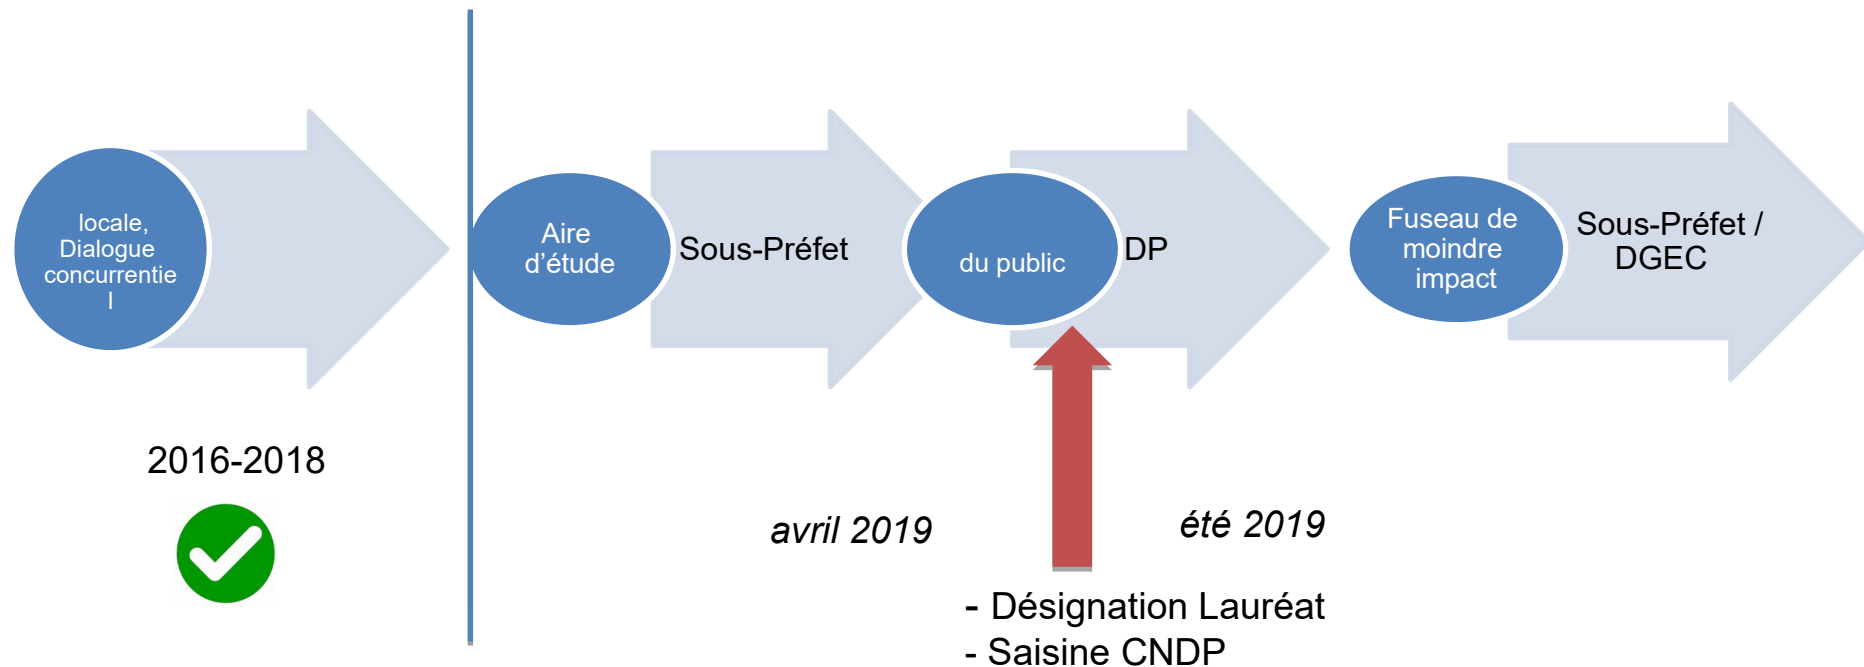 locale,
Dialogue
concurrentie
l
Aire
d’étude
Sous-Préfet
du public
DP
Fuseau de
moindre
impact
Sous-Préfet /
DGEC
2016-2018
avril 2019
été 2019
- Désignation Lauréat
- Saisine CNDP